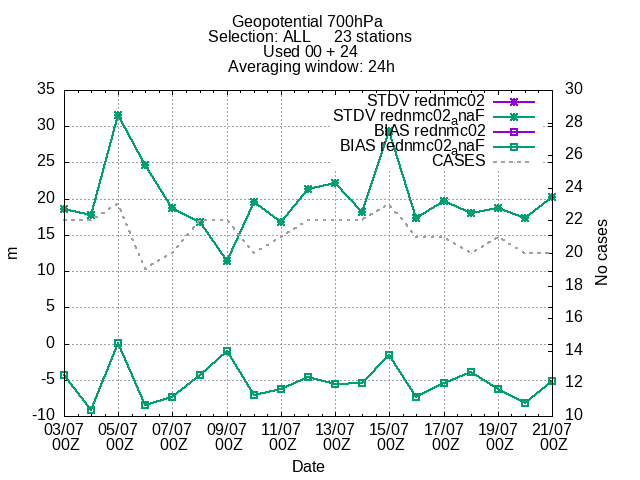 Geopotential 700hPa
Selection: ALL     23 stations
Used 00 + 24
Averaging window: 24h
STDV rednmc02
STDV rednmc02_anaF
BIAS rednmc02
BIAS rednmc02_anaF
CASES
35
30
25
20
15
10
5
0
-5
-10
m
30
28
26
24
22
20
18
16
14
12
10
No cases
03/07 05/07 07/07 09/07 11/07 13/07 15/07 17/07 19/07 21/07
00Z 00Z 00Z 00Z 00Z 00Z 00Z 00Z 00Z 00Z
Date